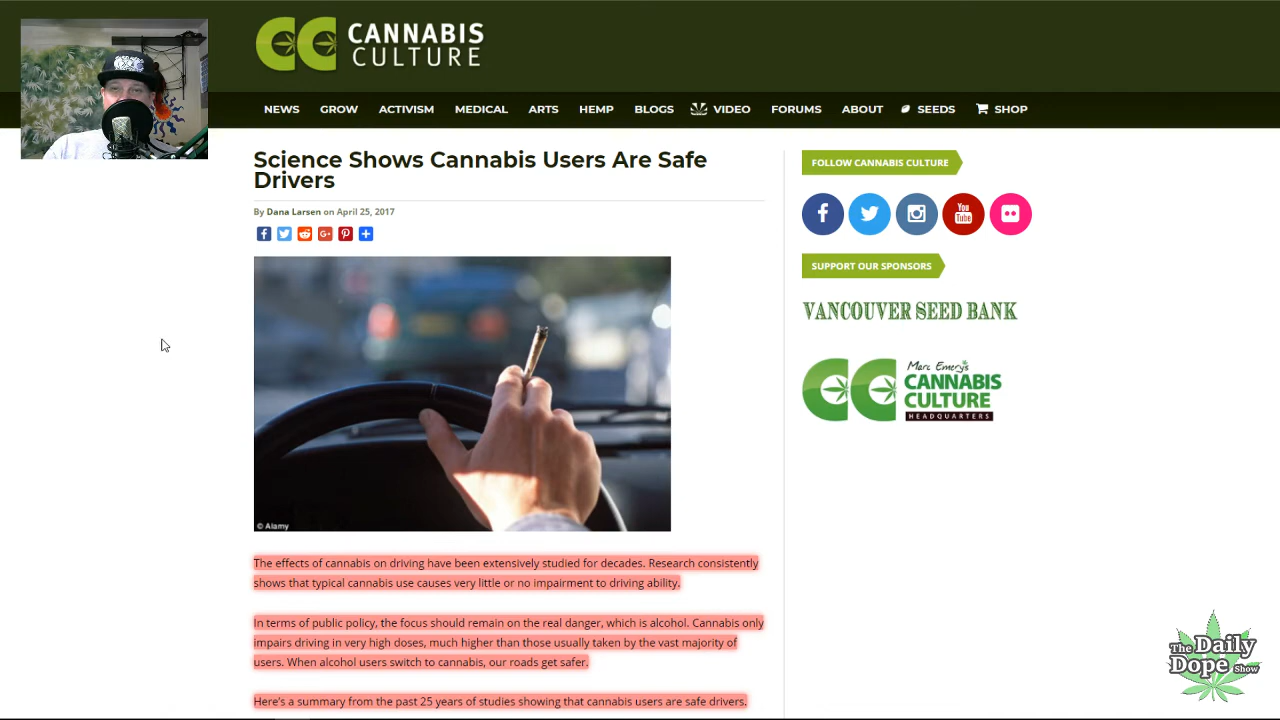 CANNABIS
CULTURE
NEWS GROW ACTIVISM MEDICAL ARTS HEMP BLOGS VIDEO FORUMS ABOUT SEEDS SHOP
Science Shows Cannabis Users Are Safe
Drivers
By Dana Larsen on April 25, 2017
© Alamy
The effects of cannabis on driving have been extensively studied for decades. Research consistently
shows that typical cannabis use causes very little or no impairment to driving ability.
In terms of public policy, the focus should remain on the real danger, which is alcohol. Cannabis only
impairs driving in very high doses, much higher than those usually taken by the vast majority of
users. When alcohol users switch to cannabis, our roads get safer.
Here's a summary from the past 25 years of studies showing that cannabis users are safe drivers.
FOLLOW CANNABIS CULTURE
You
Tube
SUPPORT OUR SPONSORS
VANCOUVER SEED BANK
Marc Emery's
CANNABIS
CULTURE
HEADQUARTERS
The Daily
Dope Show